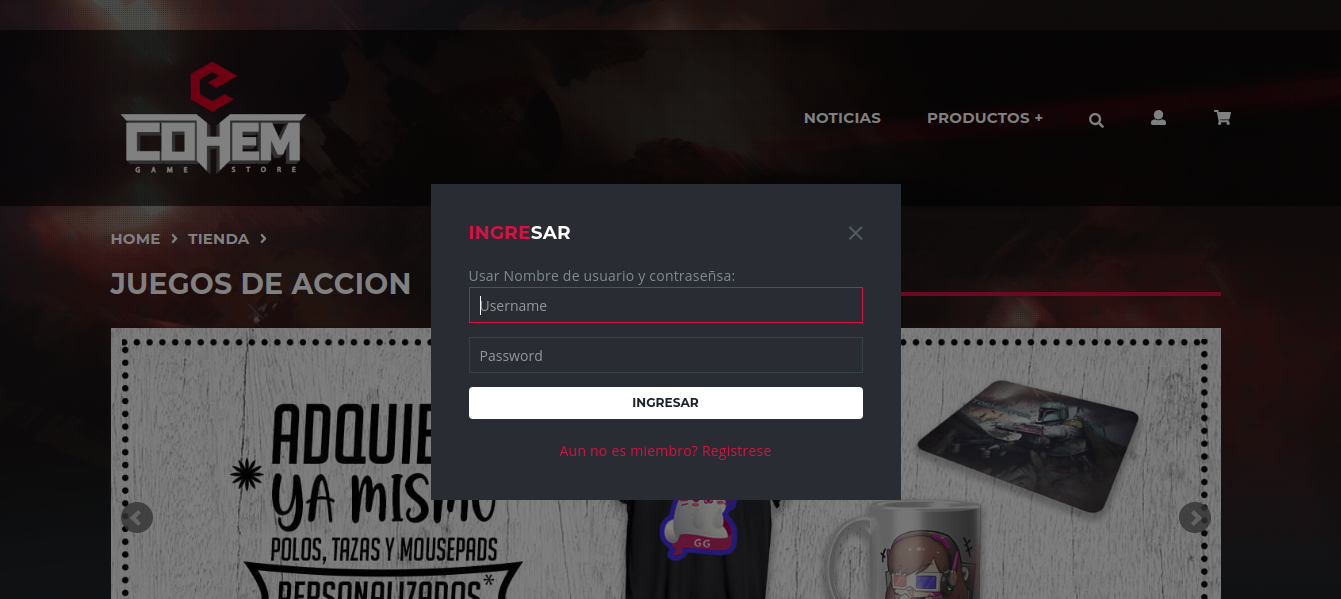 COHEM
GAME STORE
NOTICIAS
PRODUCTOS +
HOME > TIENDA >
JUEGOS DE ACCION
INGRESAR
Usar Nombre de usuario y contraseñsa:
Username
Password
INGRESAR
Aun no es miembro? Registrese
ADQUIE
*YA MISMO
POLOS, TAZAS Y MOUSEPADS
PERSONALIZADOS*
GG